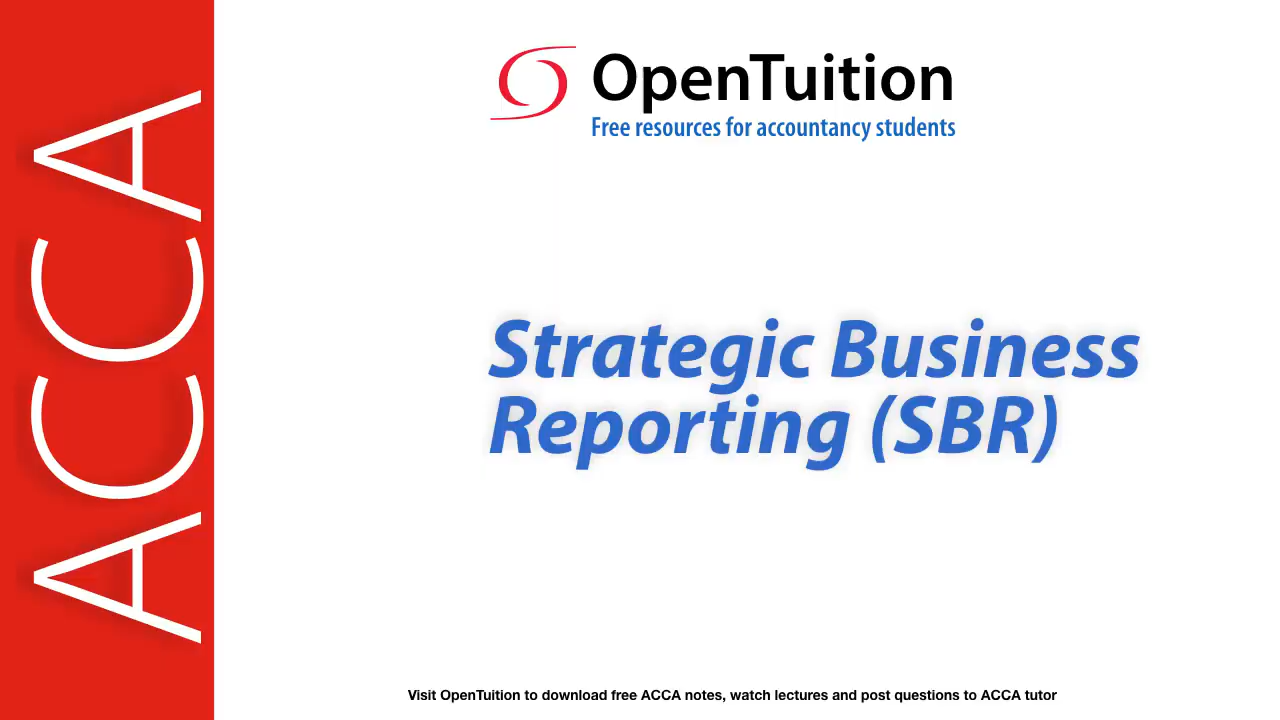 ACCA
OpenTuition
Free resources for accountancy students
Strategic Business
Reporting (SBR)
Visit OpenTuition to download free ACCA notes, watch lectures and post questions to ACCA tutor